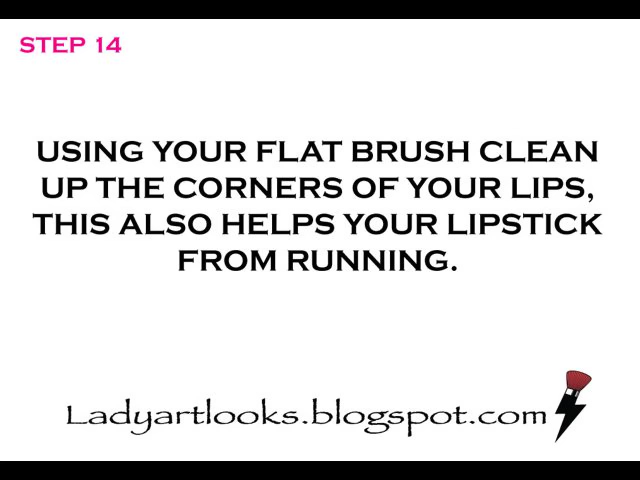 STEP 14
USING YOUR FLAT BRUSH CLEAN
UP THE CORNERS OF YOUR LIPS,
THIS ALSO HELPS YOUR LIPSTICK
FROM RUNNING.
Ladyartlooks.blogspot.com